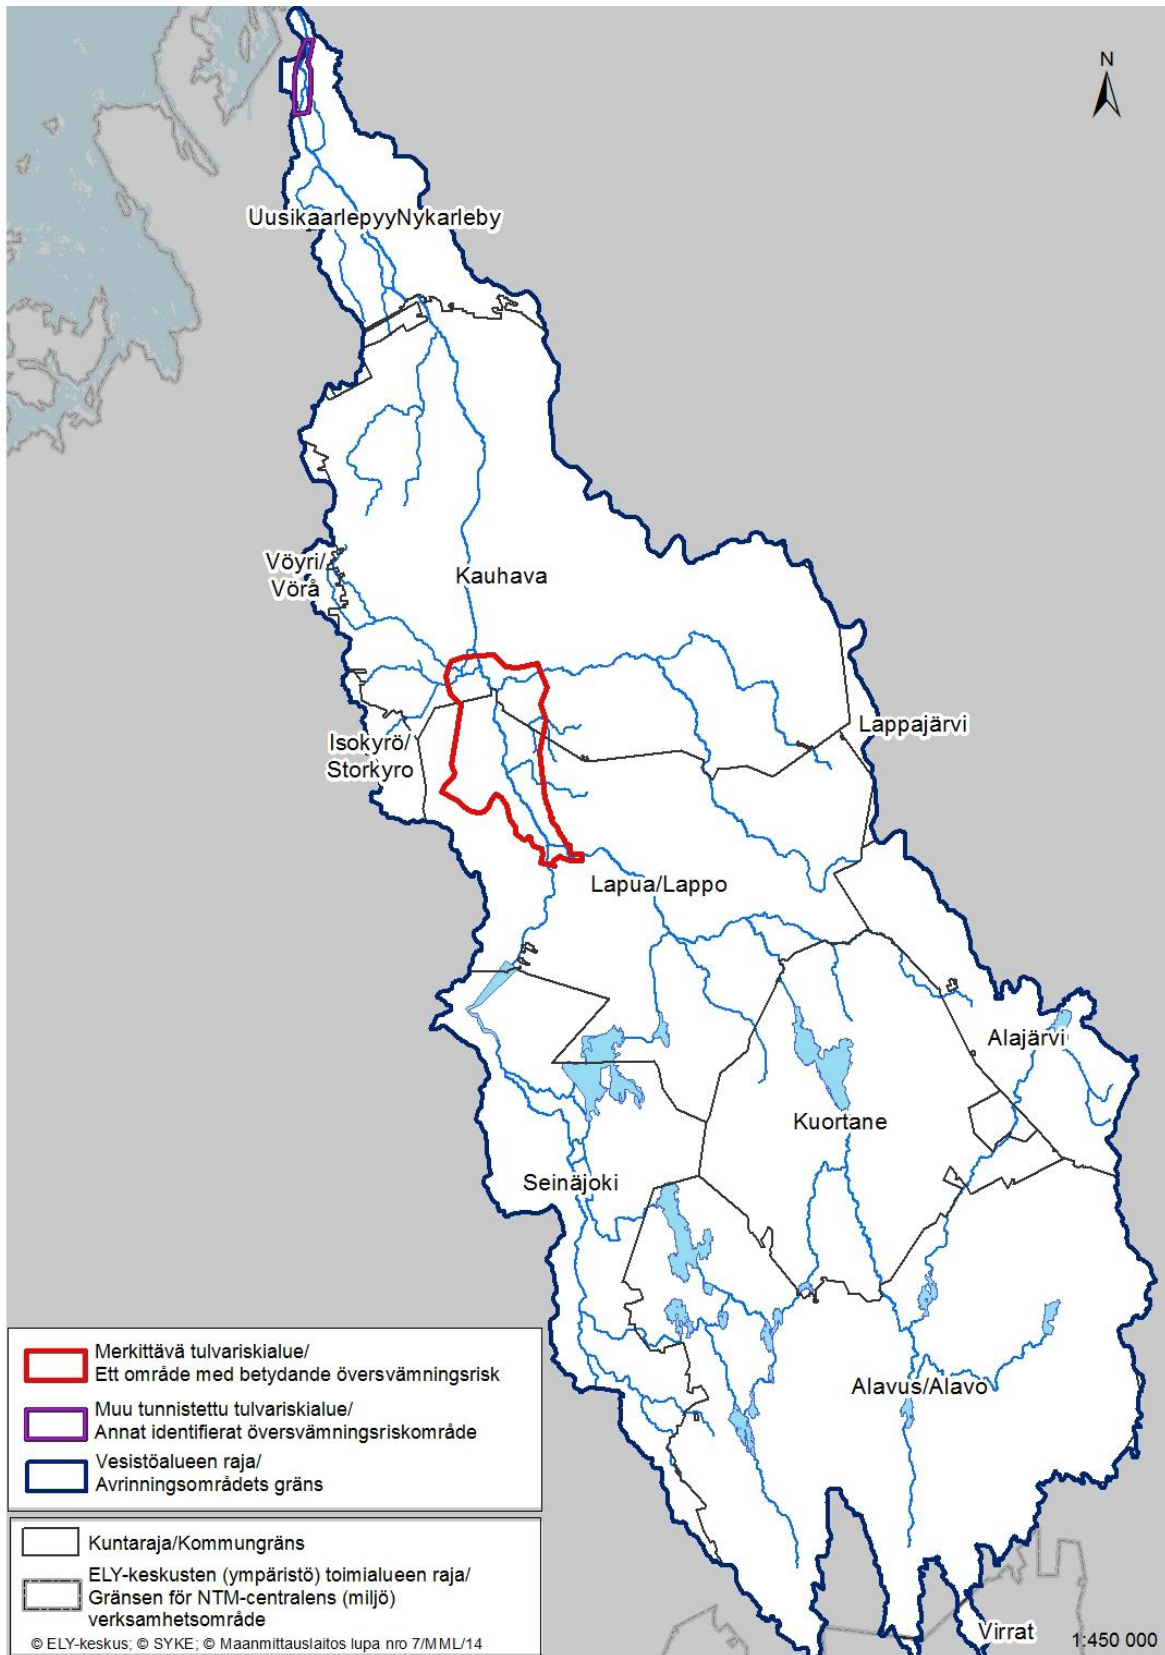 N
UusikaarlepyyNykarleby
Vöyri/
Vörå
Kauhava
Lappajärvi
Isokyrö/
Storkyro
Lapua/Lappo
Alajärvi
Kuortane
Seinäjoki
Alavus/Alavo
Virrat
1:450 000
Merkittävä tulvariskialue/
Ett område med betydande översvämningsrisk
Muu tunnistettu tulvariskialue/
Annat identifierat översvämningsriskområde
Vesistöalueen raja/
Avrinningsområdets gräns
Kuntaraja/Kommungräns
ELY-keskusten (ympäristö) toimialueen raja/
Gränsen för NTM-centralens (miljö)
verksamhetsområde
© ELY-keskus; © SYKE; © Maanmittauslaitos lupa nro 7/MML/14